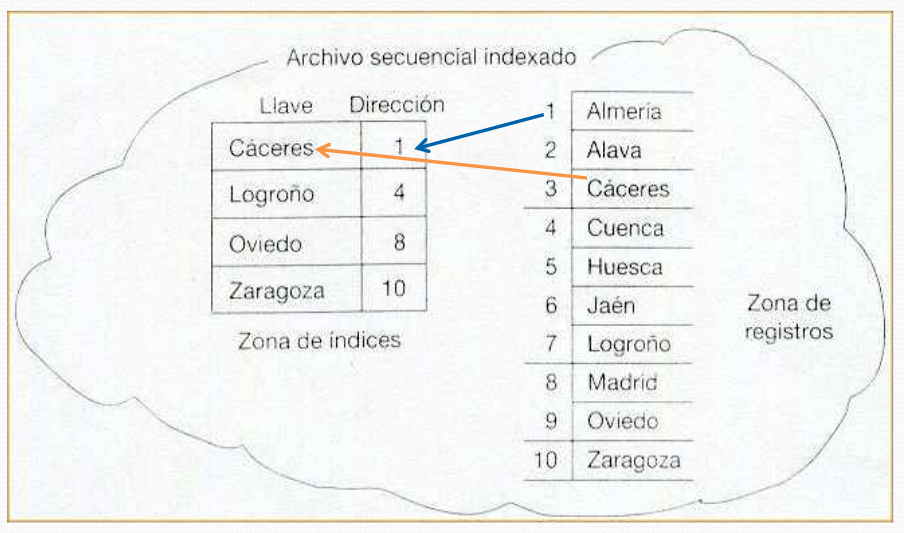 Archivo secuencial indexado
Llave Dirección
Cáceres 1
Logroño 4
Oviedo 8
Zaragoza 10
Zona de índices
1 Almería
2 Alava
3 Cáceres
4 Cuenca
5 Huesca
6 Jaén
7 Logroño
8 Madrid
9 Oviedo
10 Zaragoza
Zona de
registros